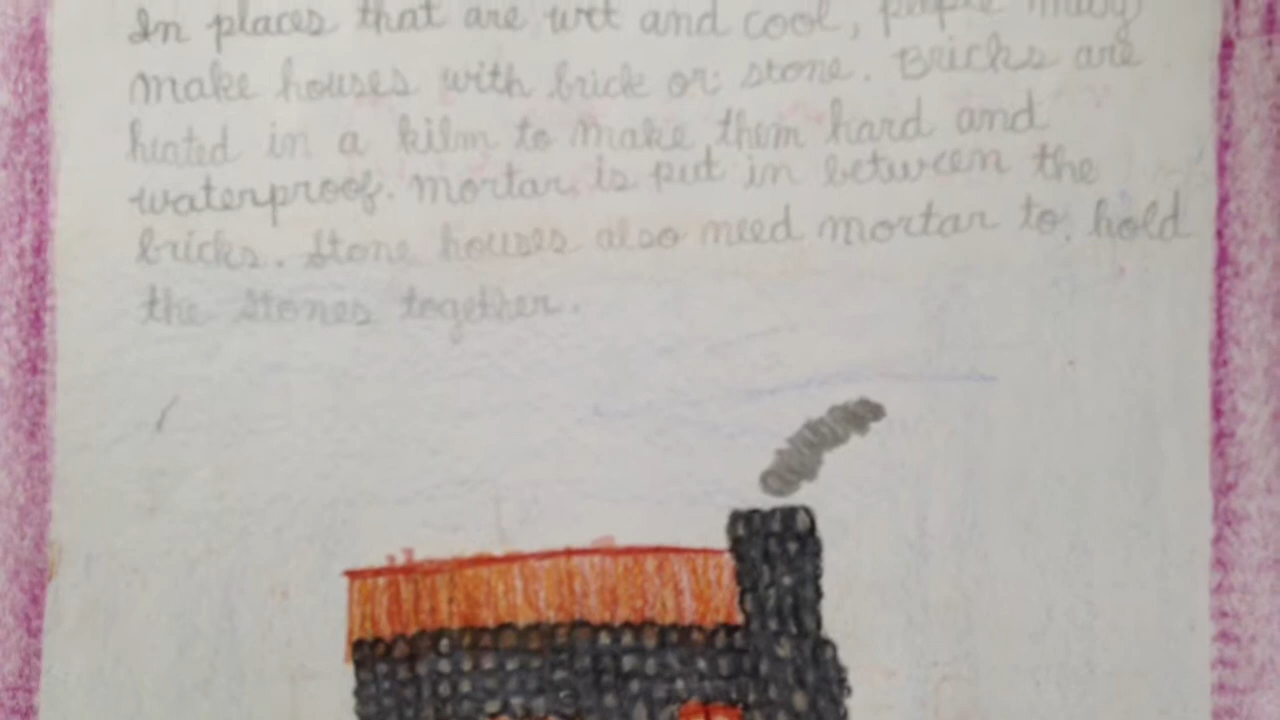 In places that are wet and cool, people may
make houses with brick or stone. Bricks are
heated in a kilm to make them hard and
waterproof. Mortar is put in between the
bricks. Stone houses also need mortar to hold
the stones together.